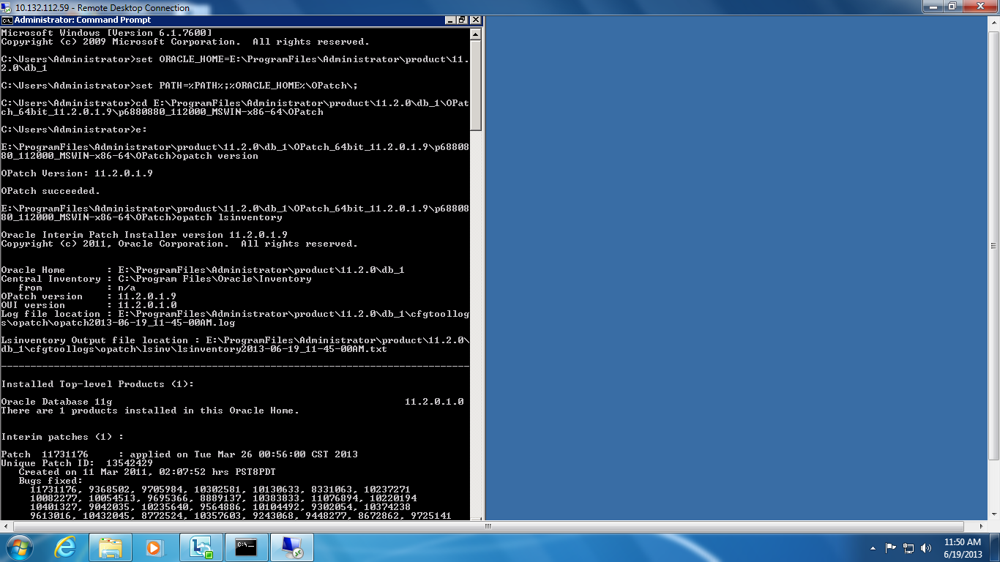 10.132.112.59 - Remote Desktop Connection
Administrator: Command Prompt
Microsoft Windows [Version 6.1.7600]
Copyright (c) 2009 Microsoft Corporation.  All rights reserved.
C:\Users\Administrator>set ORACLE_HOME=E:\ProgramFiles\Administrator\product\11.
2.0\db_1
C:\Users\Administrator>set PATH=%PATH%;%ORACLE_HOME%\OPatch\;
C:\Users\Administrator>cd E:\ProgramFiles\Administrator\product\11.2.0\db_1\OPat
ch_64bit_11.2.0.1.9\p6880880_112000_MSWIN-x86-64\OPatch
C:\Users\Administrator>e:
E:\ProgramFiles\Administrator\product\11.2.0\db_1\OPatch_64bit_11.2.0.1.9\p68808
80_112000_MSWIN-x86-64\OPatch>opatch version
OPatch Version: 11.2.0.1.9
OPatch succeeded.
E:\ProgramFiles\Administrator\product\11.2.0\db_1\OPatch_64bit_11.2.0.1.9\p68808
80_112000_MSWIN-x86-64\OPatch>opatch lsinventory
Oracle Interim Patch Installer version 11.2.0.1.9
Copyright (c) 2011, Oracle Corporation.  All rights reserved.
Oracle Home       : E:\ProgramFiles\Administrator\product\11.2.0\db_1
Central Inventory : C:\Program Files\Oracle\Inventory
   from           : n/a
OPatch version    : 11.2.0.1.9
OUI version       : 11.2.0.1.0
Log file location : E:\ProgramFiles\Administrator\product\11.2.0\db_1\cfgtoollog
s\opatch\opatch2013-06-19_11-45-00AM.log
Lsinventory Output file location : E:\ProgramFiles\Administrator\product\11.2.0\
db_1\cfgtoollogs\opatch\lsinv\lsinventory2013-06-19_11-45-00AM.txt
--------------------------------------------------------------------------------
Installed Top-level Products (1):
Oracle Database 11g                                                  11.2.0.1.0
There are 1 products installed in this Oracle Home.
Interim patches (1) :
Patch  11731176     : applied on Tue Mar 26 00:56:00 CST 2013
Unique Patch ID:  13542429
   Created on 11 Mar 2011, 02:07:52 hrs PST8PDT
   Bugs fixed:
     11731176, 9368502, 9705984, 10302581, 10130633, 8331063, 10237271
     10082277, 10054513, 9695366, 8889137, 10383833, 11076894, 10220194
     10401327, 9042035, 10235640, 9564886, 10104492, 9302054, 10374238
     9613016, 10432045, 8772524, 10357603, 9243068, 9448277, 8672862, 9725141
11:50 AM
6/19/2013